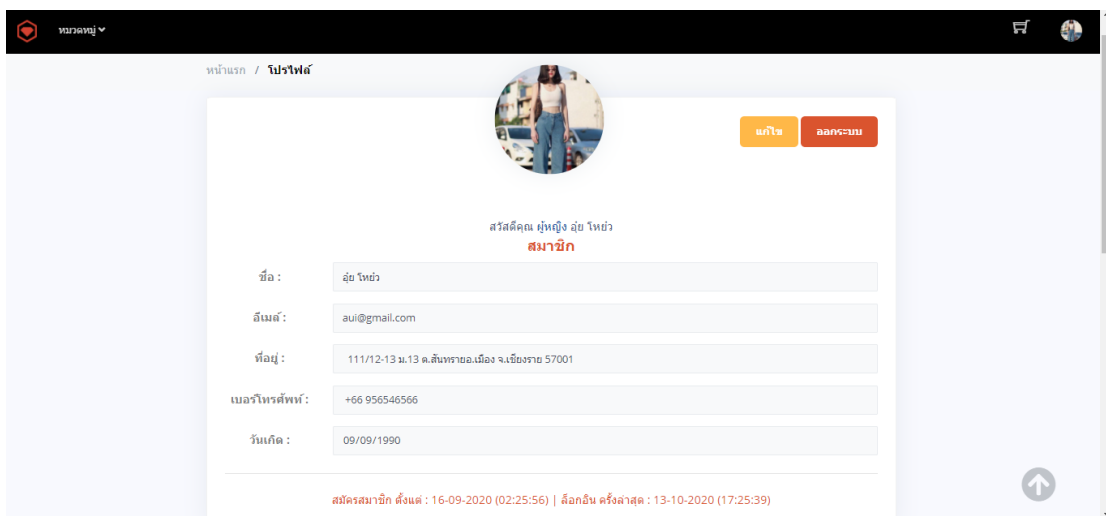 หมวดหมู่
หน้าแรก / โปรไฟล์
แก้ไข ออกระบบ
สวัสดีคุณ ผู้หญิง อุ๋ย โหย่ว
สมาชิก
ชื่อ : อุ๋ย โหย่ว
อีเมล์ : aui@gmail.com
ที่อยู่ : 111/12-13 ม.13 ต.สันทรายอ.เมือง จ.เชียงราย 57001
เบอร์โทรศัพท์ : +66 956546566
วันเกิด : 09/09/1990
สมัครสมาชิก ตั้งแต่ : 16-09-2020 (02:25:56) | ล็อกอิน ครั้งล่าสุด : 13-10-2020 (17:25:39)